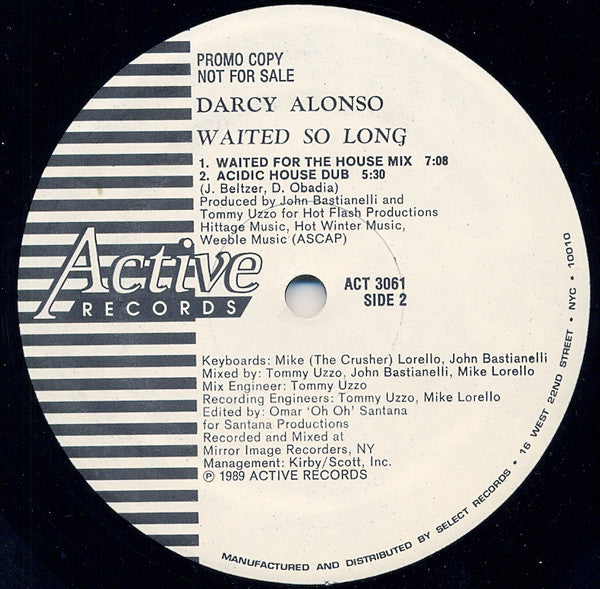 PROMO COPY
NOT FOR SALE
DARCY ALONSO
WAITED SO LONG
1. WAITED FOR THE HOUSE MIX 7:08
2. ACIDIC HOUSE DUB 5:30
(J. Beltzer, D. Obadia)
Produced by John Bastianelli and
Tommy Uzzo for Hot Flash Productions
Hittage Music, Hot Winter Music,
Weeble Music (ASCAP)
Active
RECORDS
ACT 3061
SIDE 2
Keyboards: Mike (The Crusher) Lorello, John Bastianelli
Mixed by: Tommy Uzzo, John Bastianelli, Mike Lorello
Mix Engineer: Tommy Uzzo
Recording Engineers: Tommy Uzzo, Mike Lorello
Edited by: Omar 'Oh Oh' Santana
for Santana Productions
Recorded and Mixed at
Mirror Image Recorders, NY
Management: Kirby/Scott, Inc.
℗ 1989 ACTIVE RECORDS
MANUFACTURED AND DISTRIBUTED BY SELECT RECORDS • 16 WEST 22ND STREET • NYC • 10010